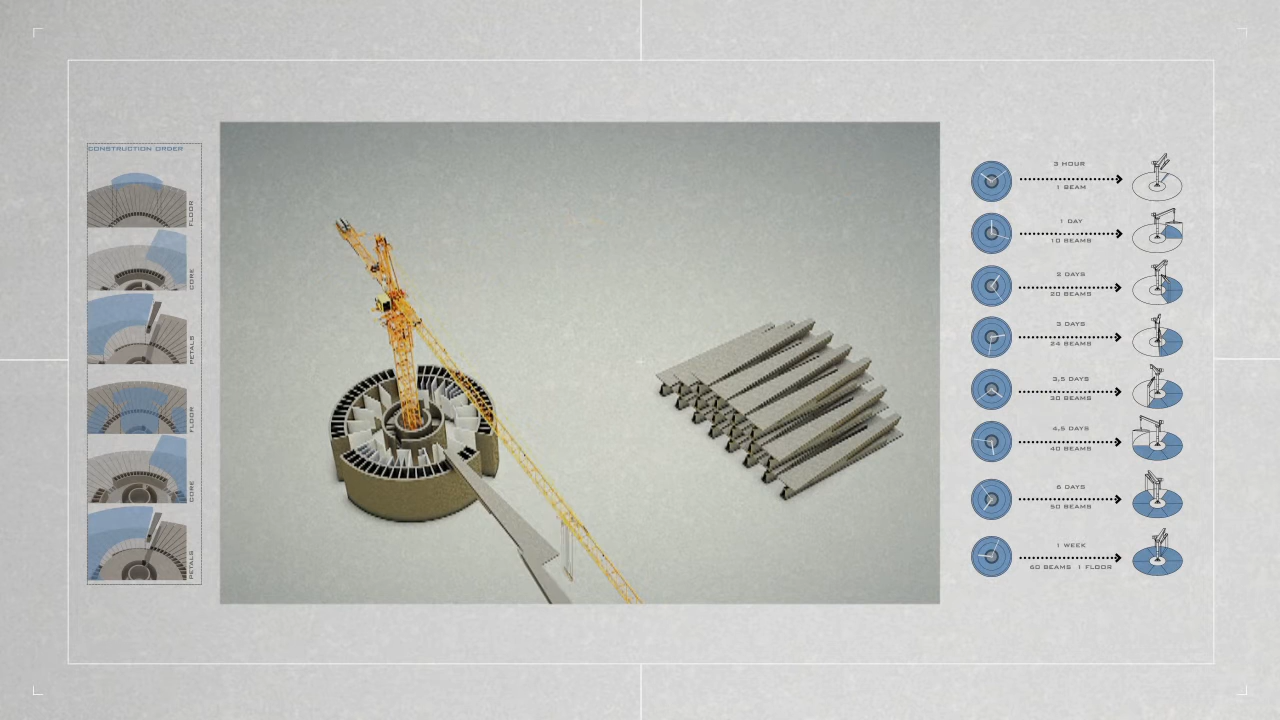 CONSTRUCTION ORDER
FLOOR
CORE
PETALS
FLOOR
CORE
PETALS
3 HOUR
1 BEAM
1 DAY
10 BEAMS
2 DAYS
20 BEAMS
3 DAYS
24 BEAMS
3,5 DAYS
30 BEAMS
4,5 DAYS
40 BEAMS
6 DAYS
50 BEAMS
1 WEEK
60 BEAMS 1 FLOOR